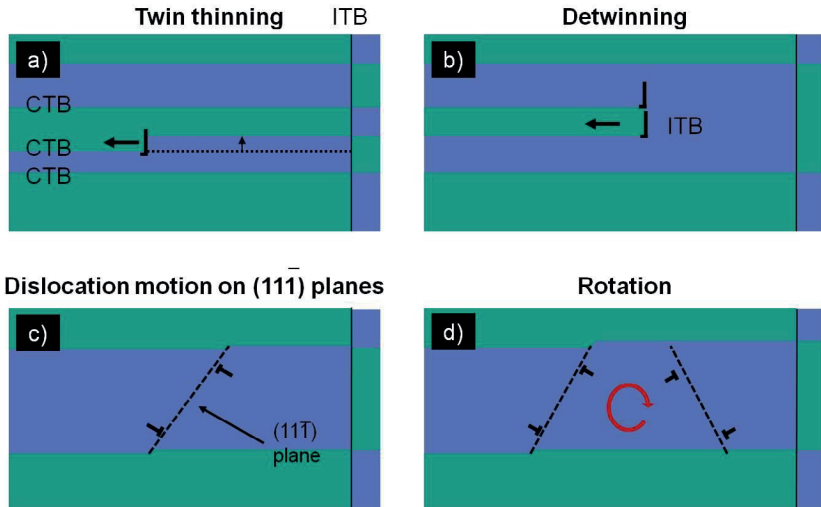 Twin thinning ITB
a)
CTB
CTB
CTB
Detwinning
b)
ITB
Dislocation motion on (111̅) planes
c)
(111̅)
plane
Rotation
d)